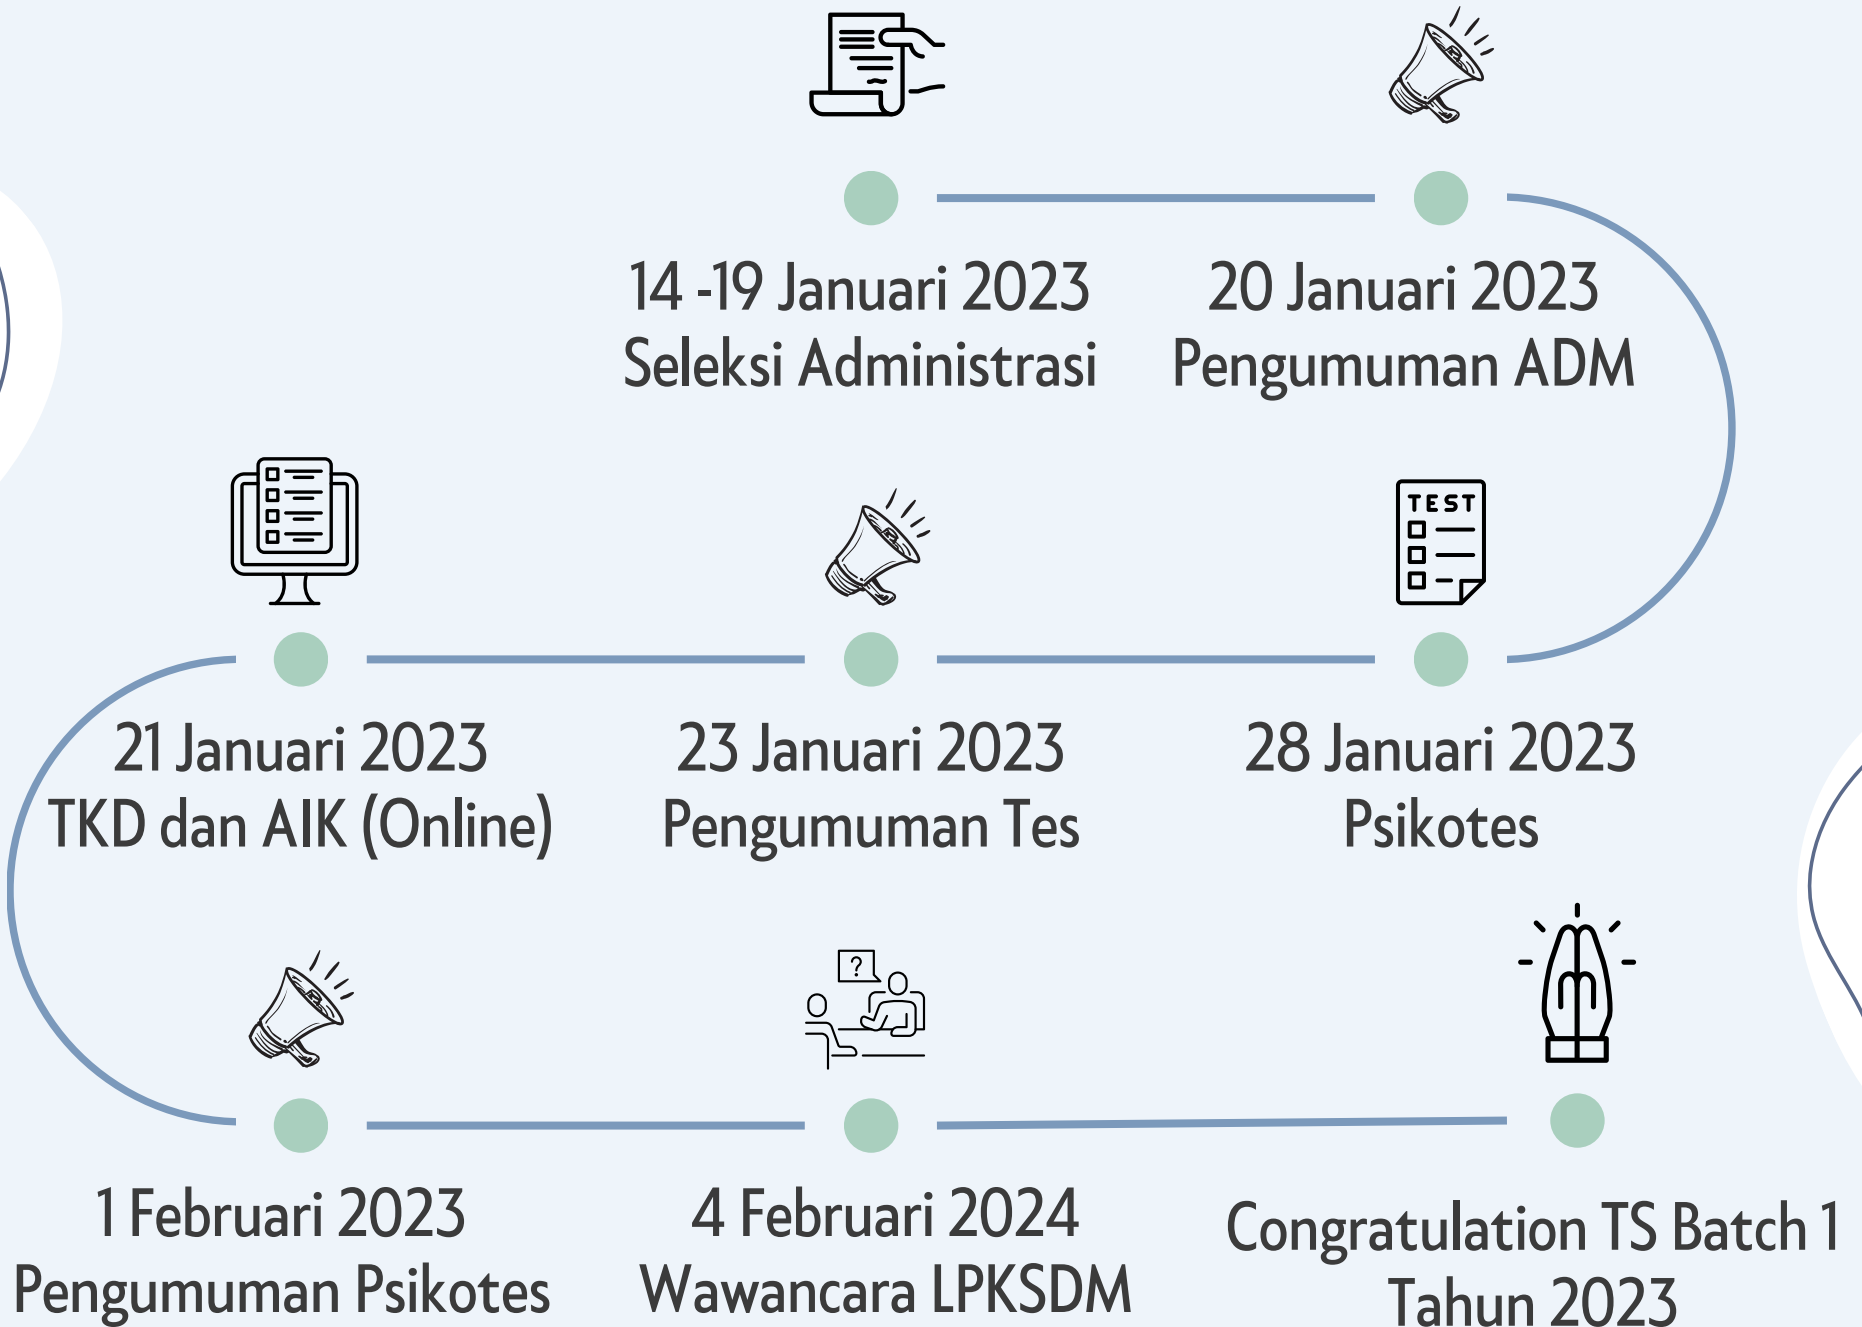 14 -19 Januari 2023
Seleksi Administrasi
20 Januari 2023
Pengumuman ADM
TEST
21 Januari 2023
TKD dan AIK (Online)
23 Januari 2023
Pengumuman Tes
28 Januari 2023
Psikotes
?
1 Februari 2023
Pengumuman Psikotes
4 Februari 2024
Wawancara LPKSDM
Congratulation TS Batch 1
Tahun 2023